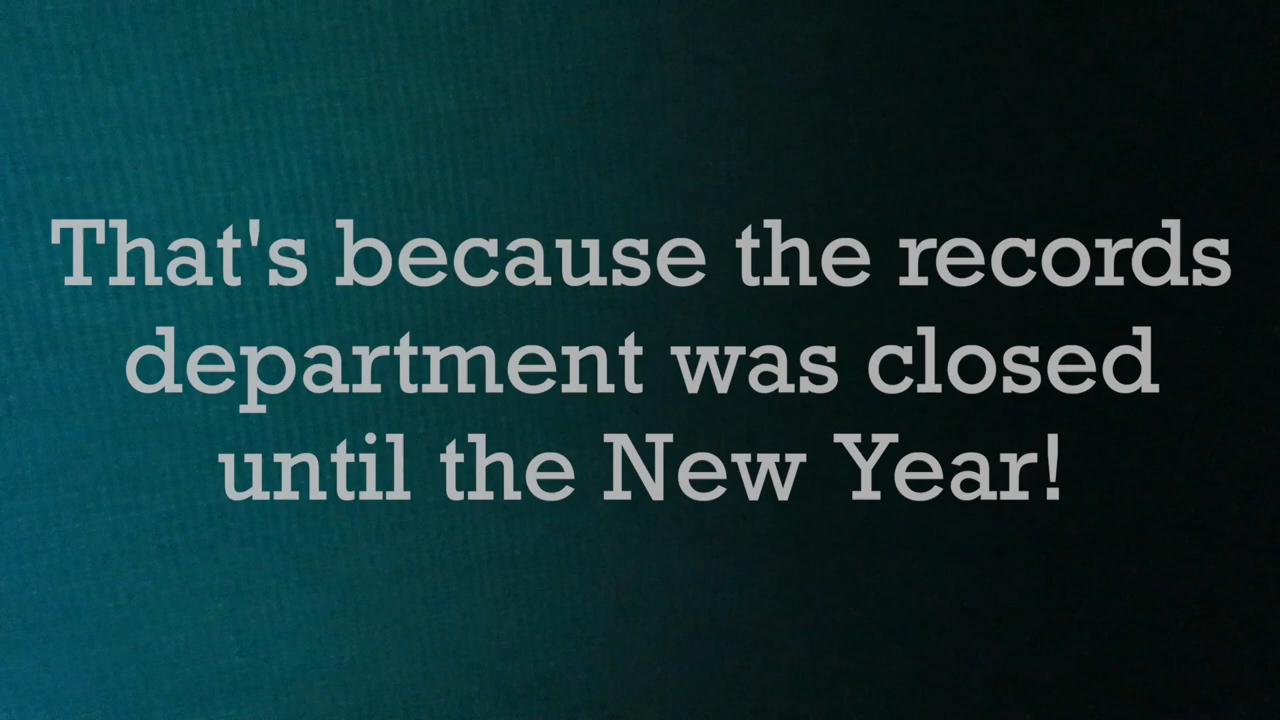 That's because the records
department was closed
until the New Year!